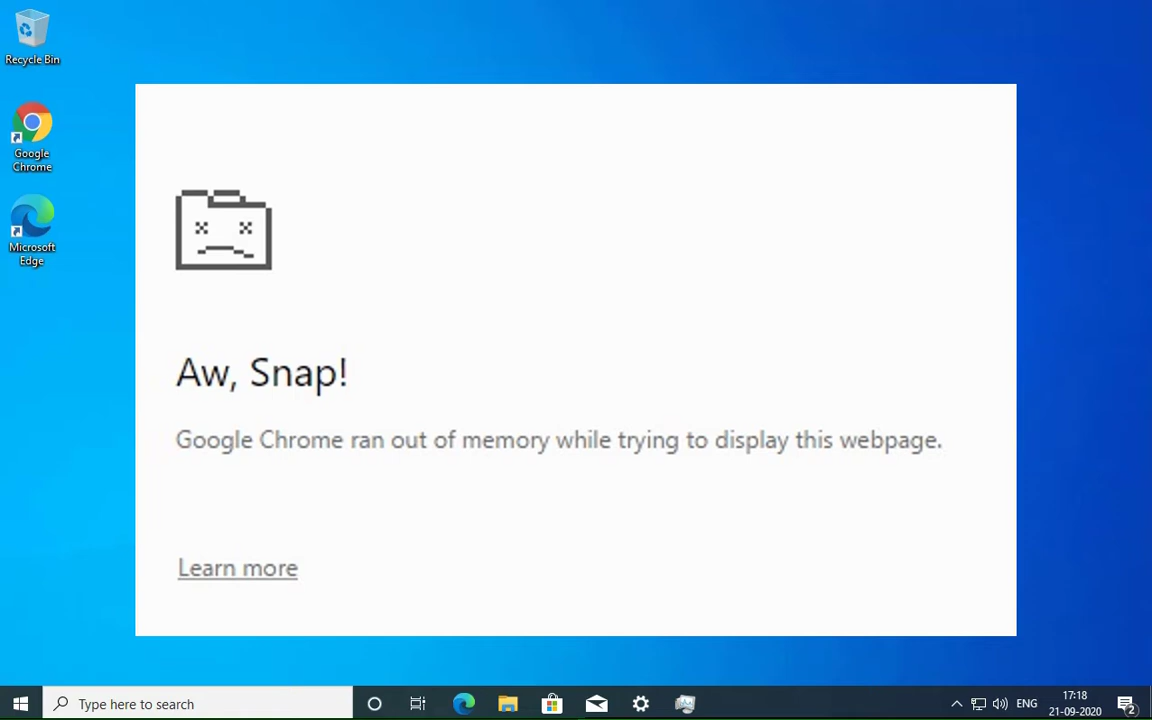 Recycle Bin
Google
Chrome
Microsoft
Edge
Aw, Snap!
Google Chrome ran out of memory while trying to display this webpage.
Learn more
Type here to search
ENG
17:18
21-09-2020
2